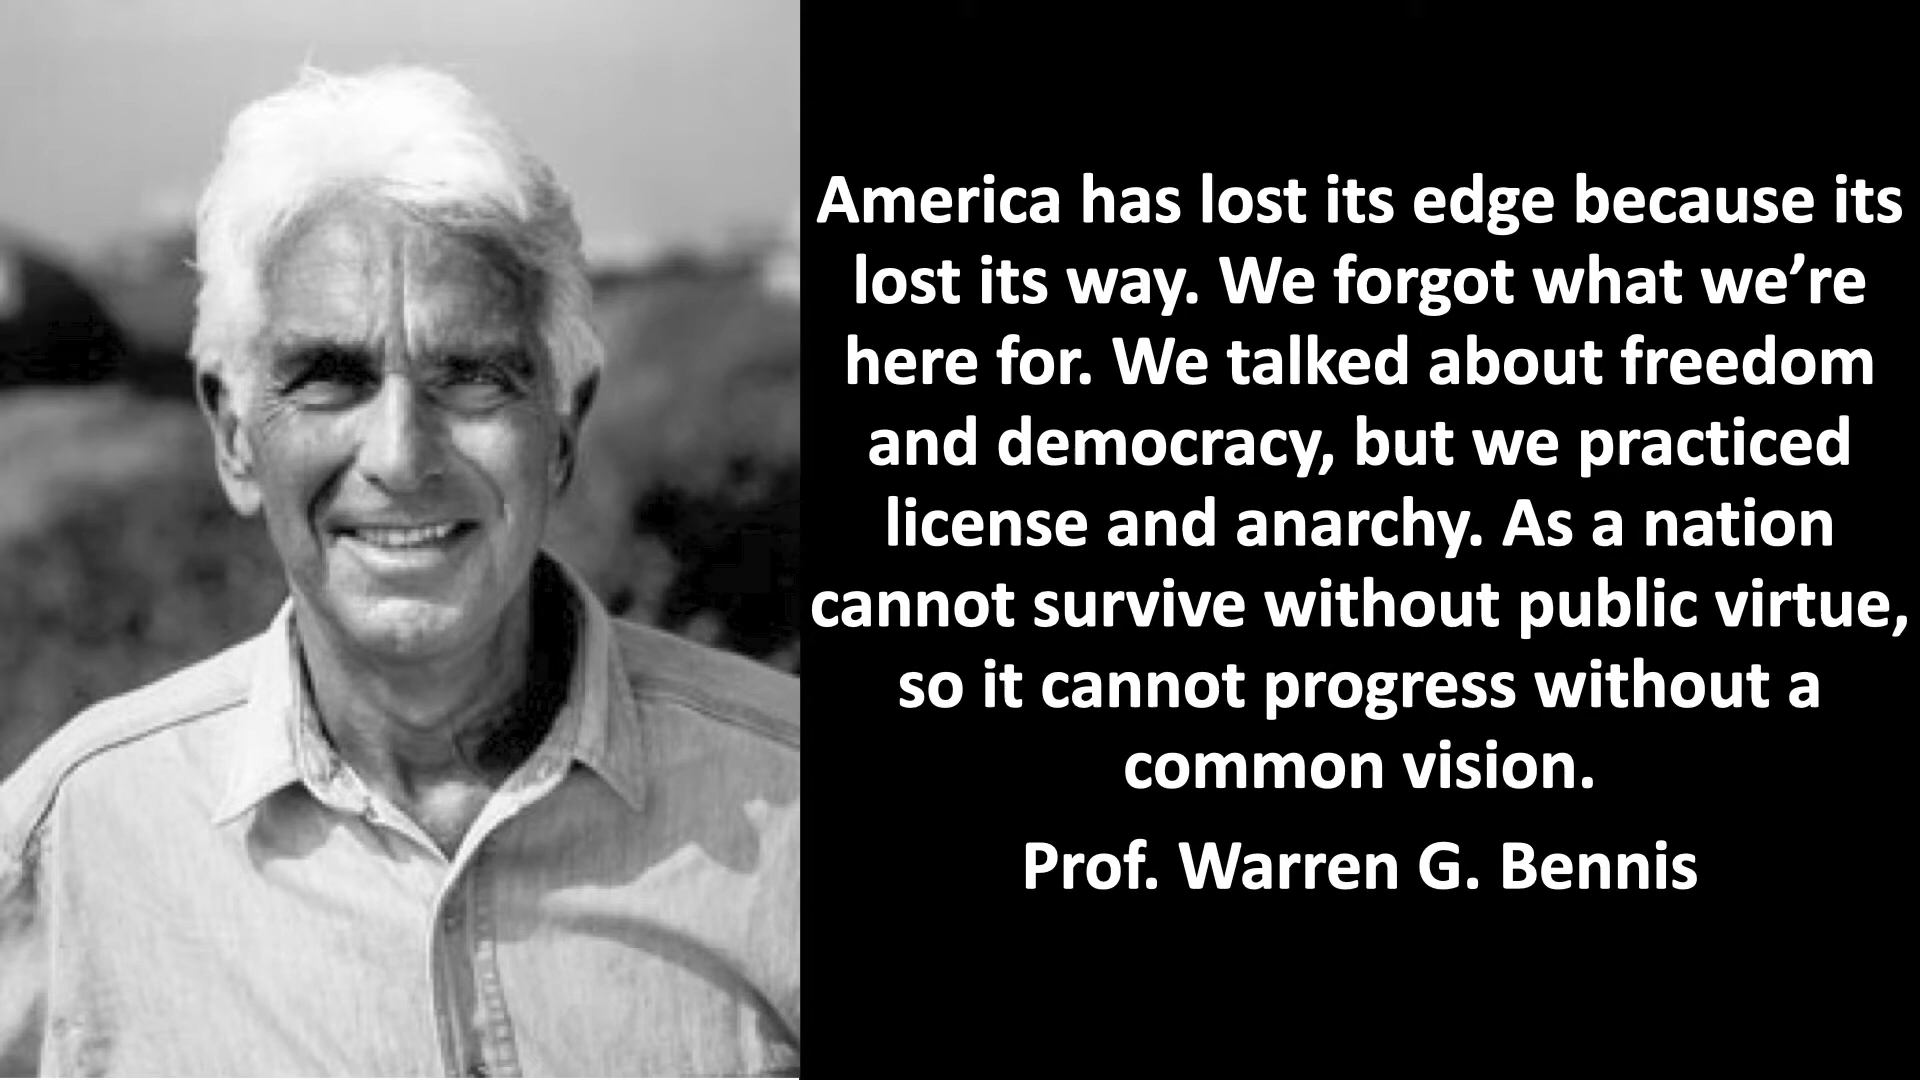 America has lost its edge because its
lost its way. We forgot what we’re
here for. We talked about freedom
and democracy, but we practiced
license and anarchy. As a nation
cannot survive without public virtue,
so it cannot progress without a
common vision.
Prof. Warren G. Bennis